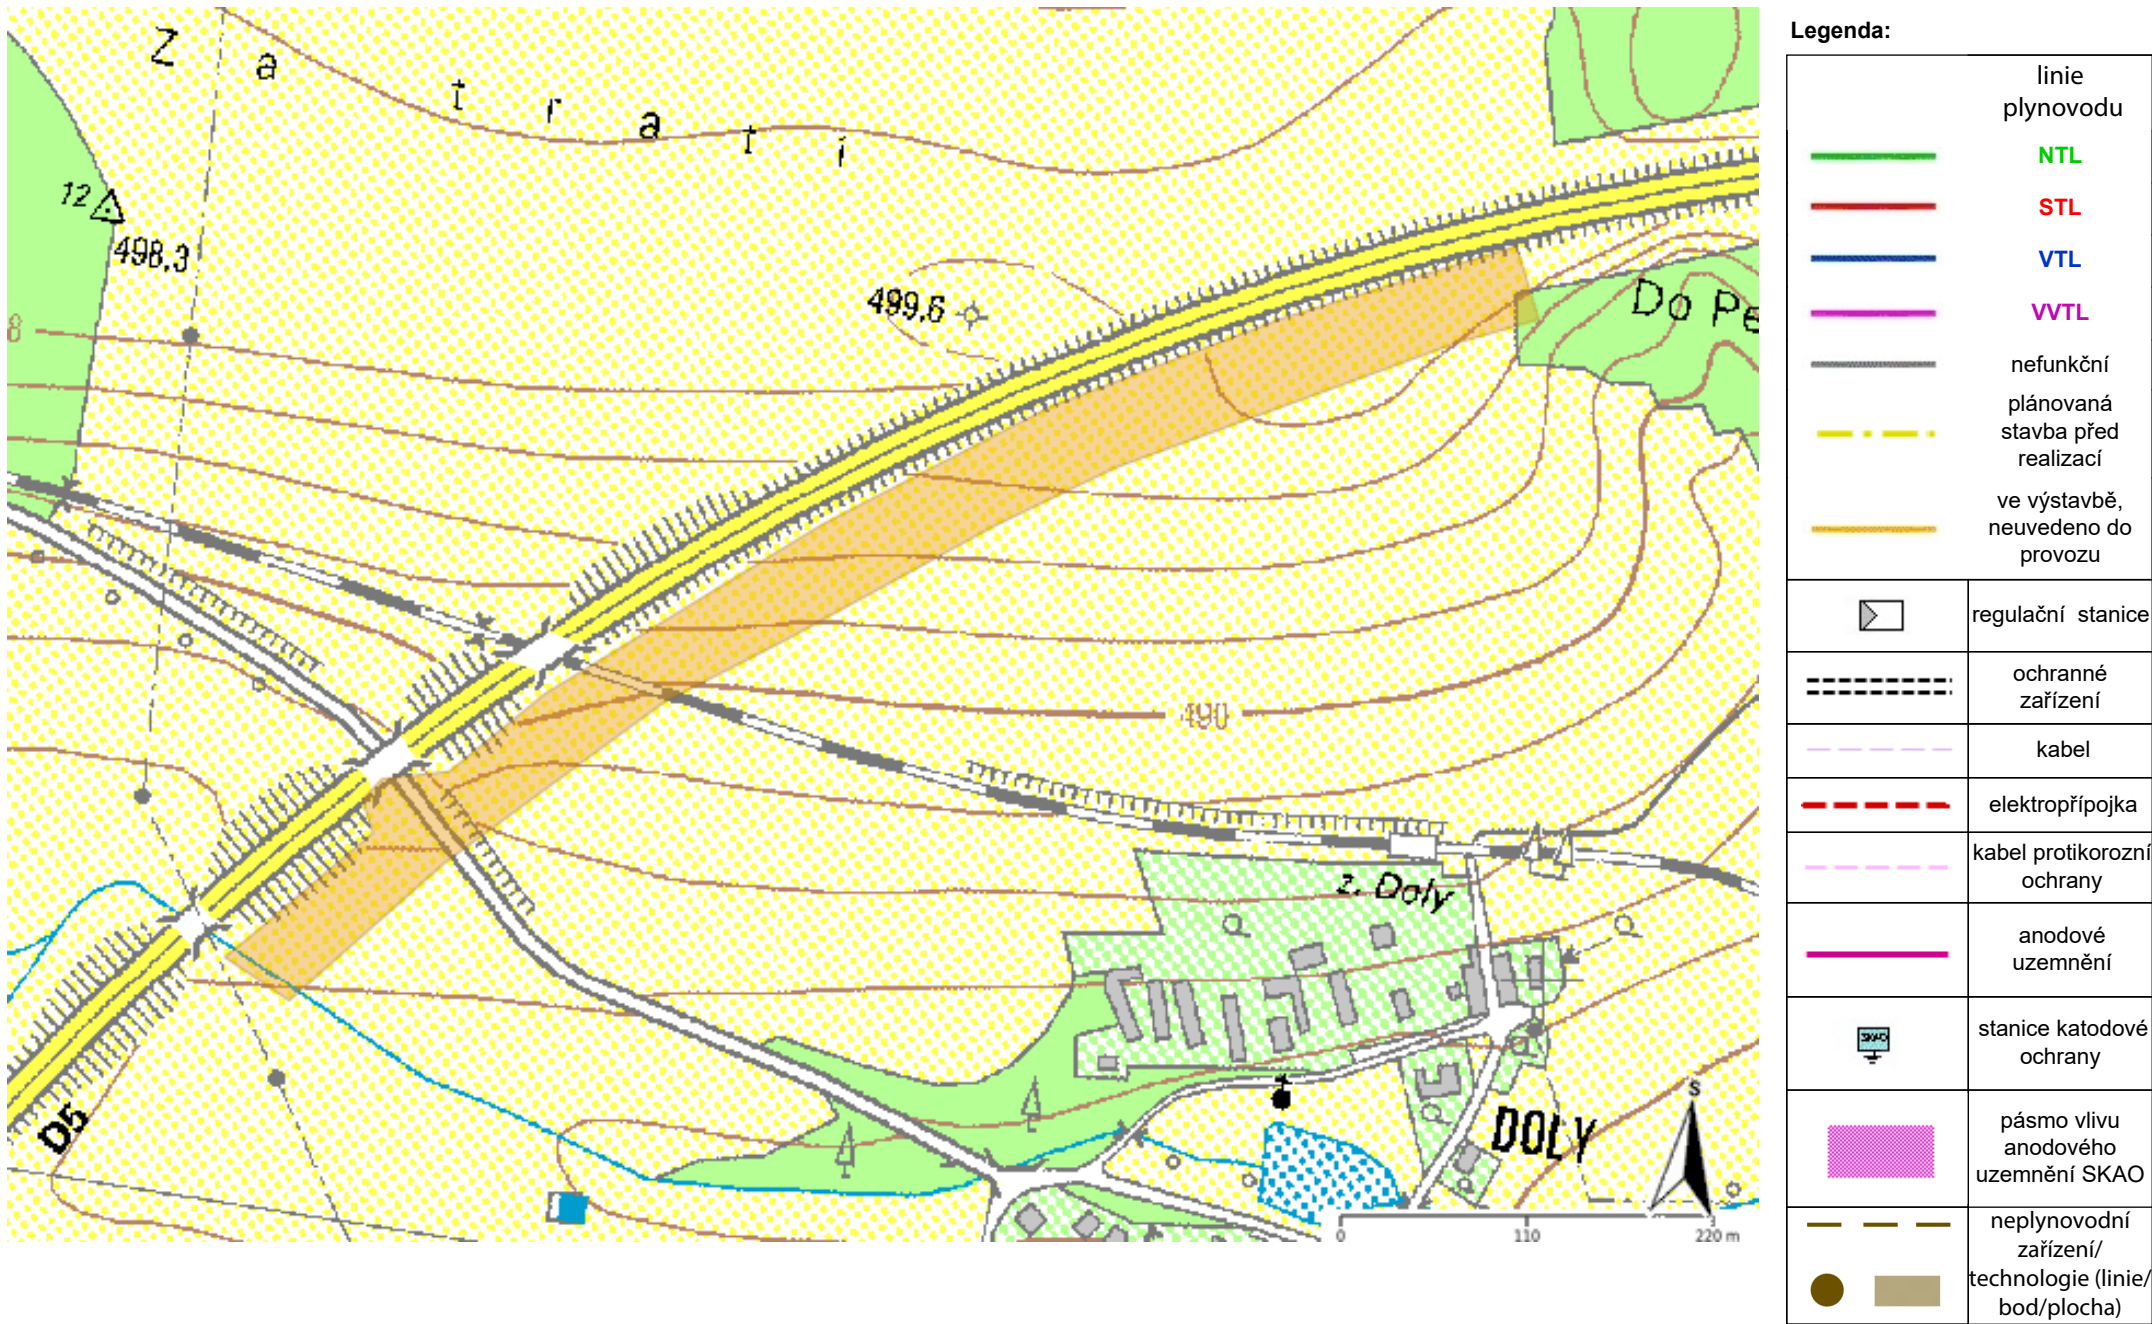 Z a t r a t í
12
498,3
8
499,6
Do Pe
490
z. Doly
D5
DOLY
S
0 110 220 m
Legenda:
linie
plynovodu
NTL
STL
VTL
VVTL
nefunkční
plánovaná
stavba před
realizací
ve výstavbě,
neuvedeno do
provozu
regulační stanice
ochranné
zařízení
kabel
elektropřípojka
kabel protikorozní
ochrany
anodové
uzemnění
SKAO
stanice katodové
ochrany
pásmo vlivu
anodového
uzemnění SKAO
neplynovodní
zařízení/
technologie (linie/
bod/plocha)